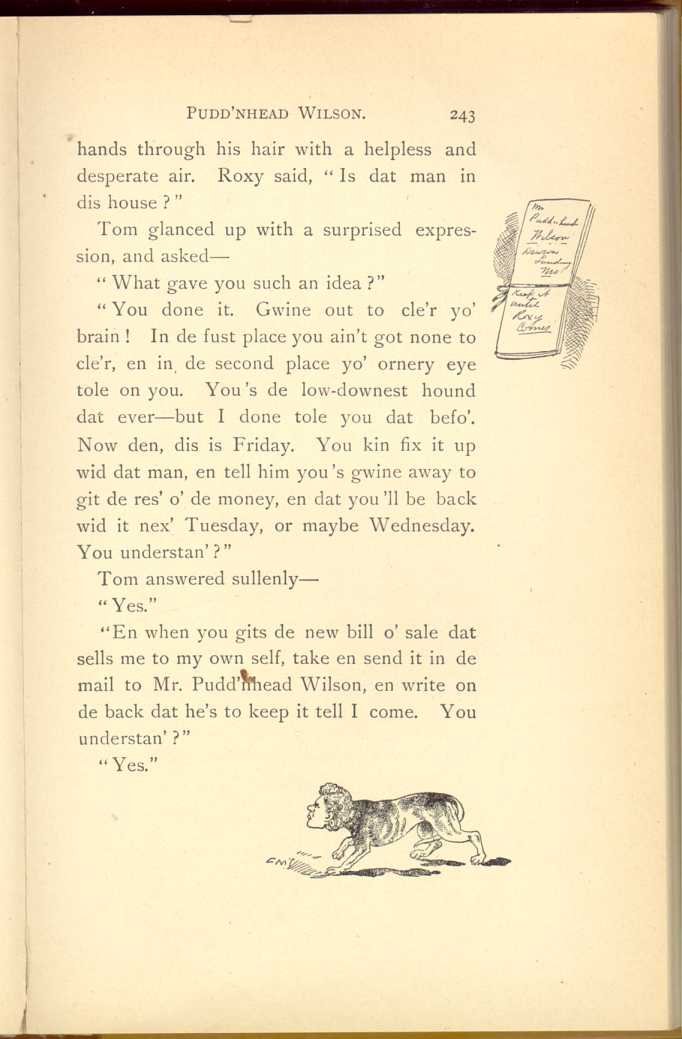 PUDD'NHEAD WILSON. 243
hands through his hair with a helpless and
desperate air. Roxy said, “ Is dat man in
dis house ? ”
Tom glanced up with a surprised expres-
sion, and asked—
“ What gave you such an idea ? ”
“ You done it. Gwine out to cle'r yo'
brain ! In de fust place you ain't got none to
cle'r, en in de second place yo' ornery eye
tole on you. You 's de low-downest hound
dat ever—but I done tole you dat befo'.
Now den, dis is Friday. You kin fix it up
wid dat man, en tell him you 's gwine away to
git de res' o' de money, en dat you 'll be back
wid it nex' Tuesday, or maybe Wednesday.
You understan' ? ”
Tom answered sullenly—
“ Yes.”
“En when you gits de new bill o' sale dat
sells me to my own self, take en send it in de
mail to Mr. Pudd'nhead Wilson, en write on
de back dat he's to keep it tell I come. You
understan' ? ”
“ Yes.”
Mr
Puddnhead
Wilson
Dawsons
Landing
Mo
Keep it
until
Roxy
Comes